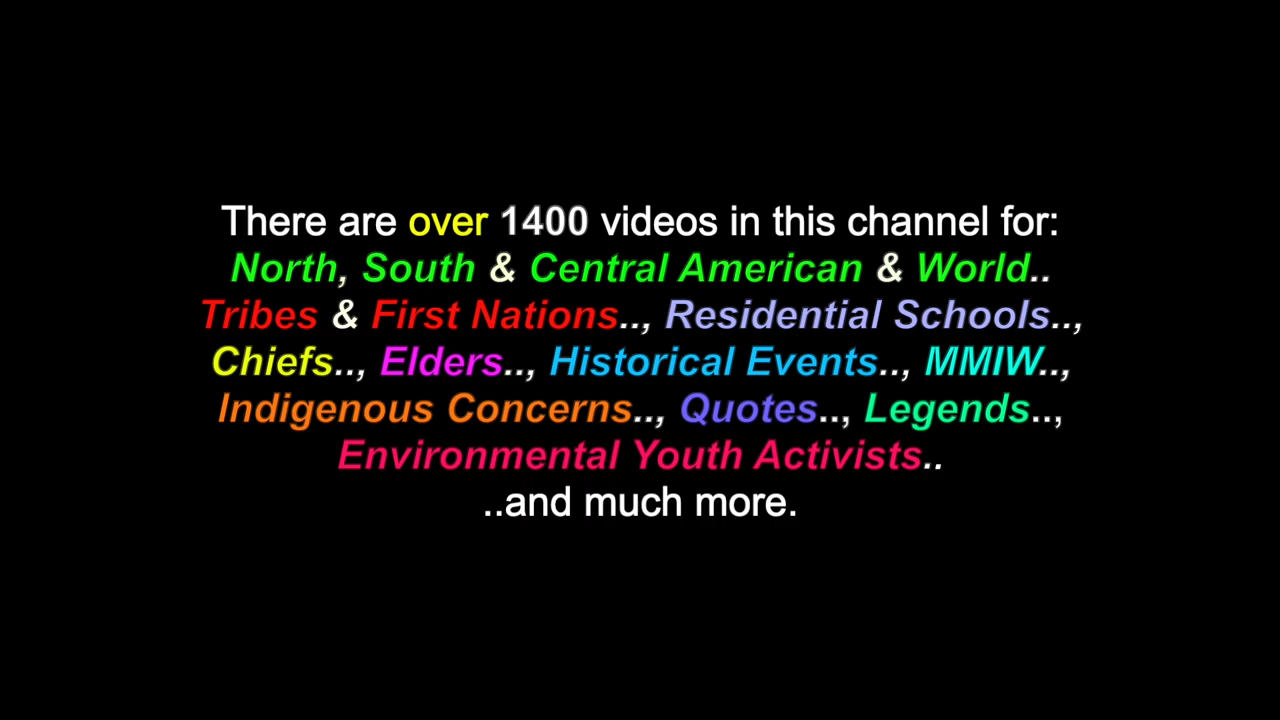 There are over 1400 videos in this channel for:
North, South & Central American & World..
Tribes & First Nations.., Residential Schools..,
Chiefs.., Elders.., Historical Events.., MMIW..,
Indigenous Concerns.., Quotes.., Legends..,
Environmental Youth Activists..
..and much more.